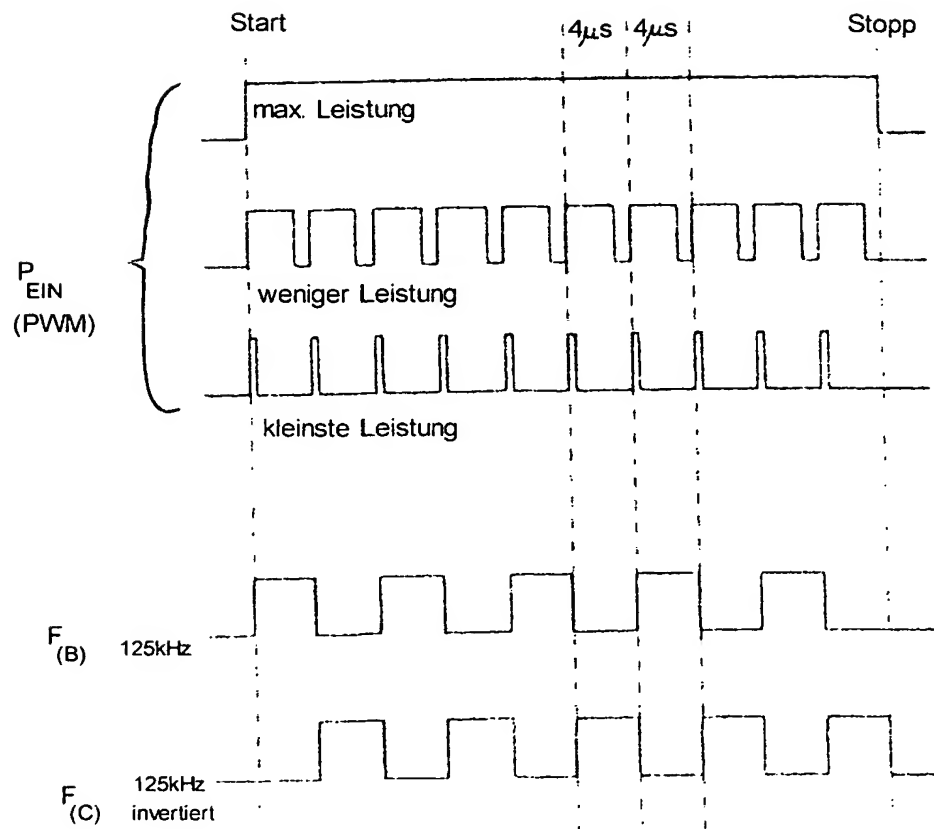 Start
4µs
4µs
Stopp
max. Leistung
weniger Leistung
P EIN
(PWM)
kleinste Leistung
F (B) 125kHz
F (C) 125kHz
invertiert